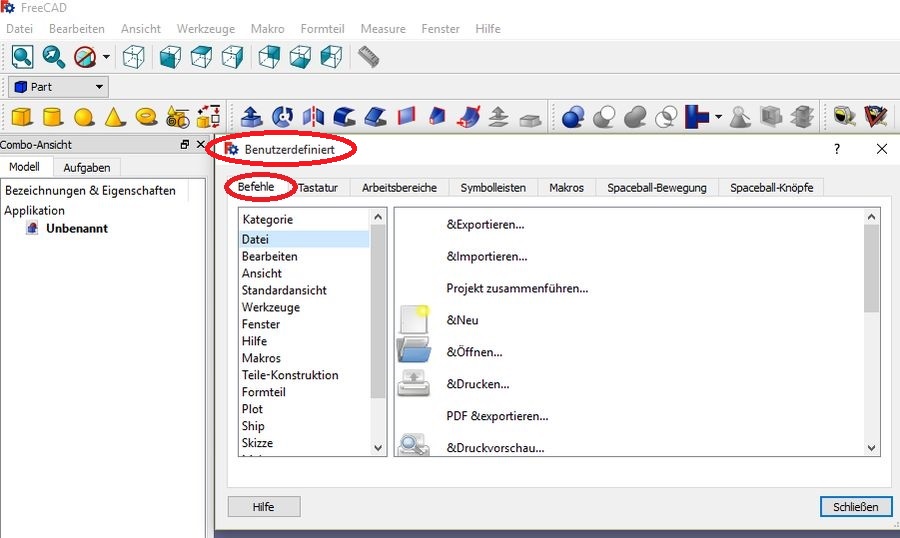 FreeCAD
Datei Bearbeiten Ansicht Werkzeuge Makro Formteil Measure Fenster Hilfe
Part
Combo-Ansicht
Modell Aufgaben
Bezeichnungen & Eigenschaften
Applikation
Unbenannt
Benutzerdefiniert
Befehle Tastatur Arbeitsbereiche Symbolleisten Makros Spaceball-Bewegung Spaceball-Knöpfe
Kategorie
Datei
Bearbeiten
Ansicht
Standardansicht
Werkzeuge
Fenster
Hilfe
Makros
Teile-Konstruktion
Formteil
Plot
Ship
Skizze
&Exportieren...
&Importieren...
Projekt zusammenführen...
&Neu
&Öffnen...
&Drucken...
PDF &exportieren...
&Druckvorschau...
Hilfe Schließen